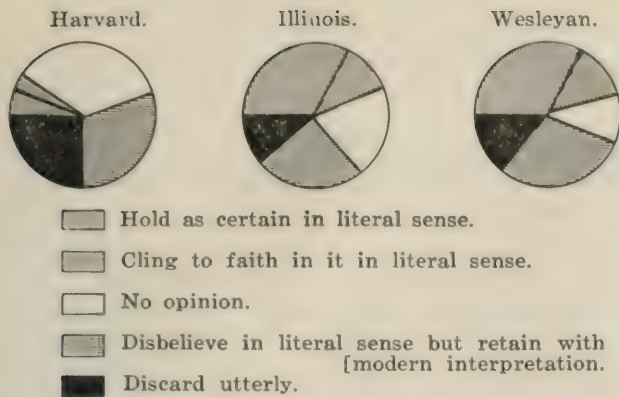 Harvard. Illinois. Wesleyan.
Hold as certain in literal sense.
Cling to faith in it in literal sense.
No opinion.
Disbelieve in literal sense but retain with
[modern interpretation.
Discard utterly.